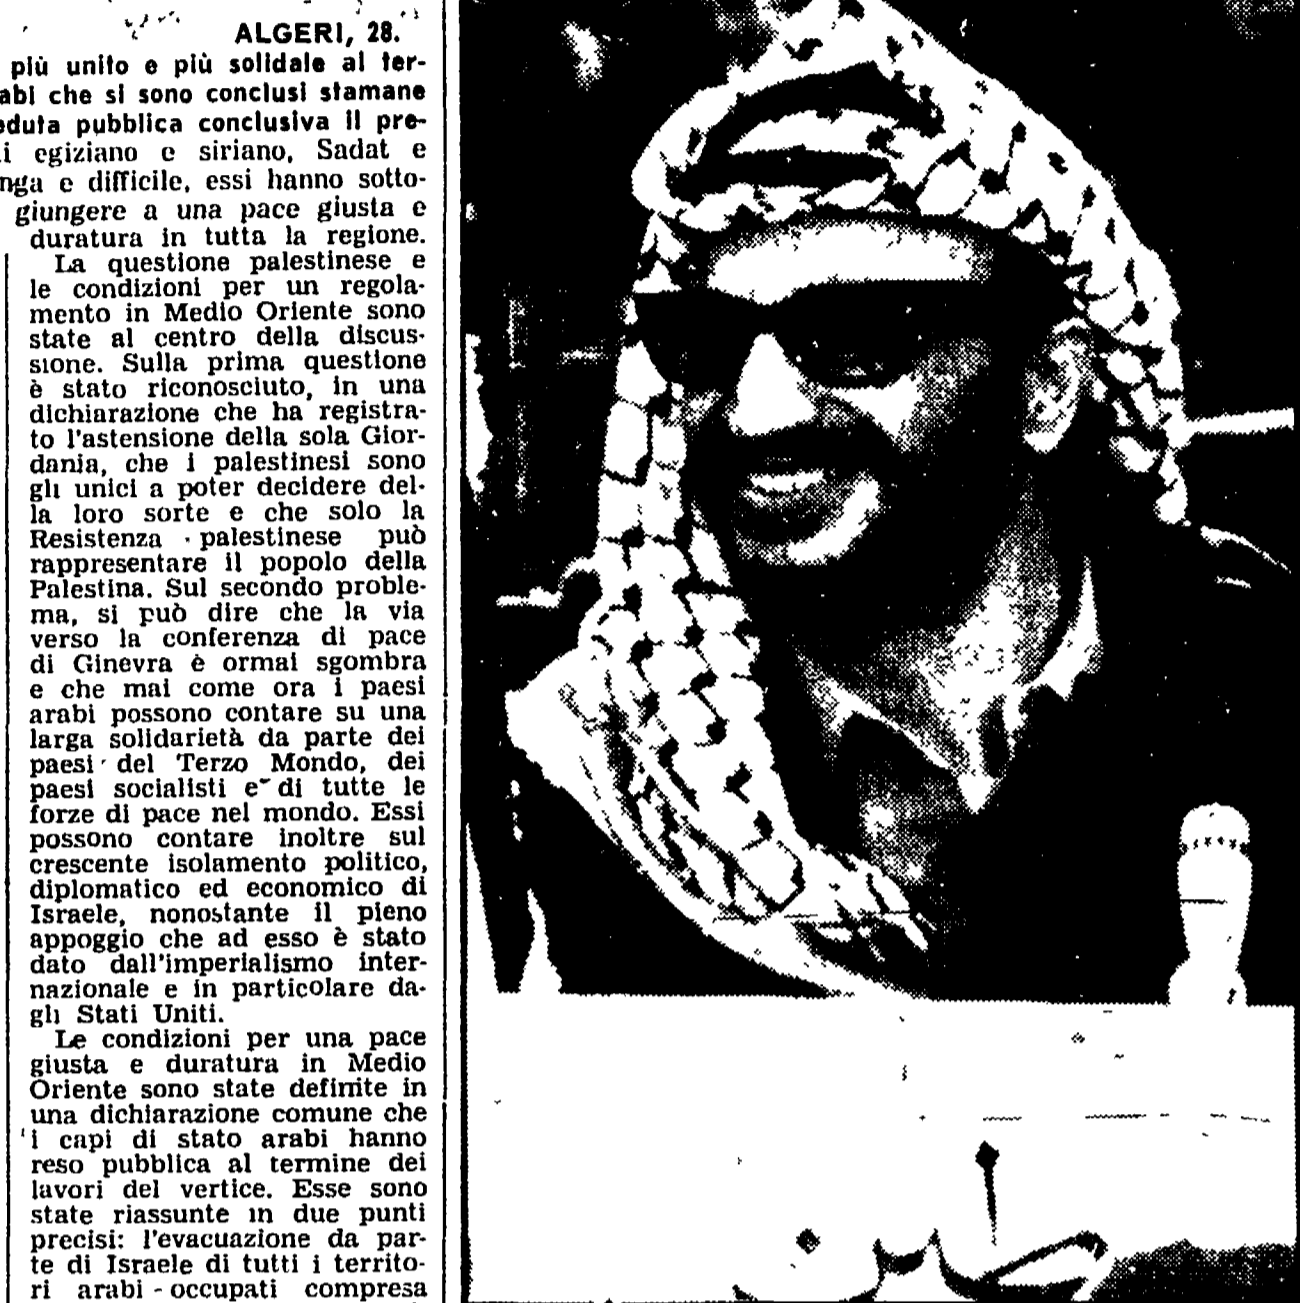 ALGERI, 28.
più unito e più solidale al ter-
abi che si sono conclusi stamane
eduta pubblica conclusiva il pre-
i egiziano e siriano, Sadat e
nga e difficile, essi hanno sotto-
giungere a una pace giusta e
duratura in tutta la regione.
La questione palestinese e
le condizioni per un regola-
mento in Medio Oriente sono
state al centro della discus-
sione. Sulla prima questione
è stato riconosciuto, in una
dichiarazione che ha registra-
to l'astensione della sola Gior-
dania, che i palestinesi sono
gli unici a poter decidere del-
la loro sorte e che solo la
Resistenza palestinese può
rappresentare il popolo della
Palestina. Sul secondo proble-
ma, si può dire che la via
verso la conferenza di pace
di Ginevra è ormai sgombra
e che mai come ora i paesi
arabi possono contare su una
larga solidarietà da parte dei
paesi del Terzo Mondo, dei
paesi socialisti e di tutte le
forze di pace nel mondo. Essi
possono contare inoltre sul
crescente isolamento politico,
diplomatico ed economico di
Israele, nonostante il pieno
appoggio che ad esso è stato
dato dall'imperialismo inter-
nazionale e in particolare da-
gli Stati Uniti.
Le condizioni per una pace
giusta e duratura in Medio
Oriente sono state definite in
una dichiarazione comune che
i capi di stato arabi hanno
reso pubblica al termine dei
lavori del vertice. Esse sono
state riassunte in due punti
precisi: l'evacuazione da par-
te di Israele di tutti i territo-
ri arabi - occupati compresa